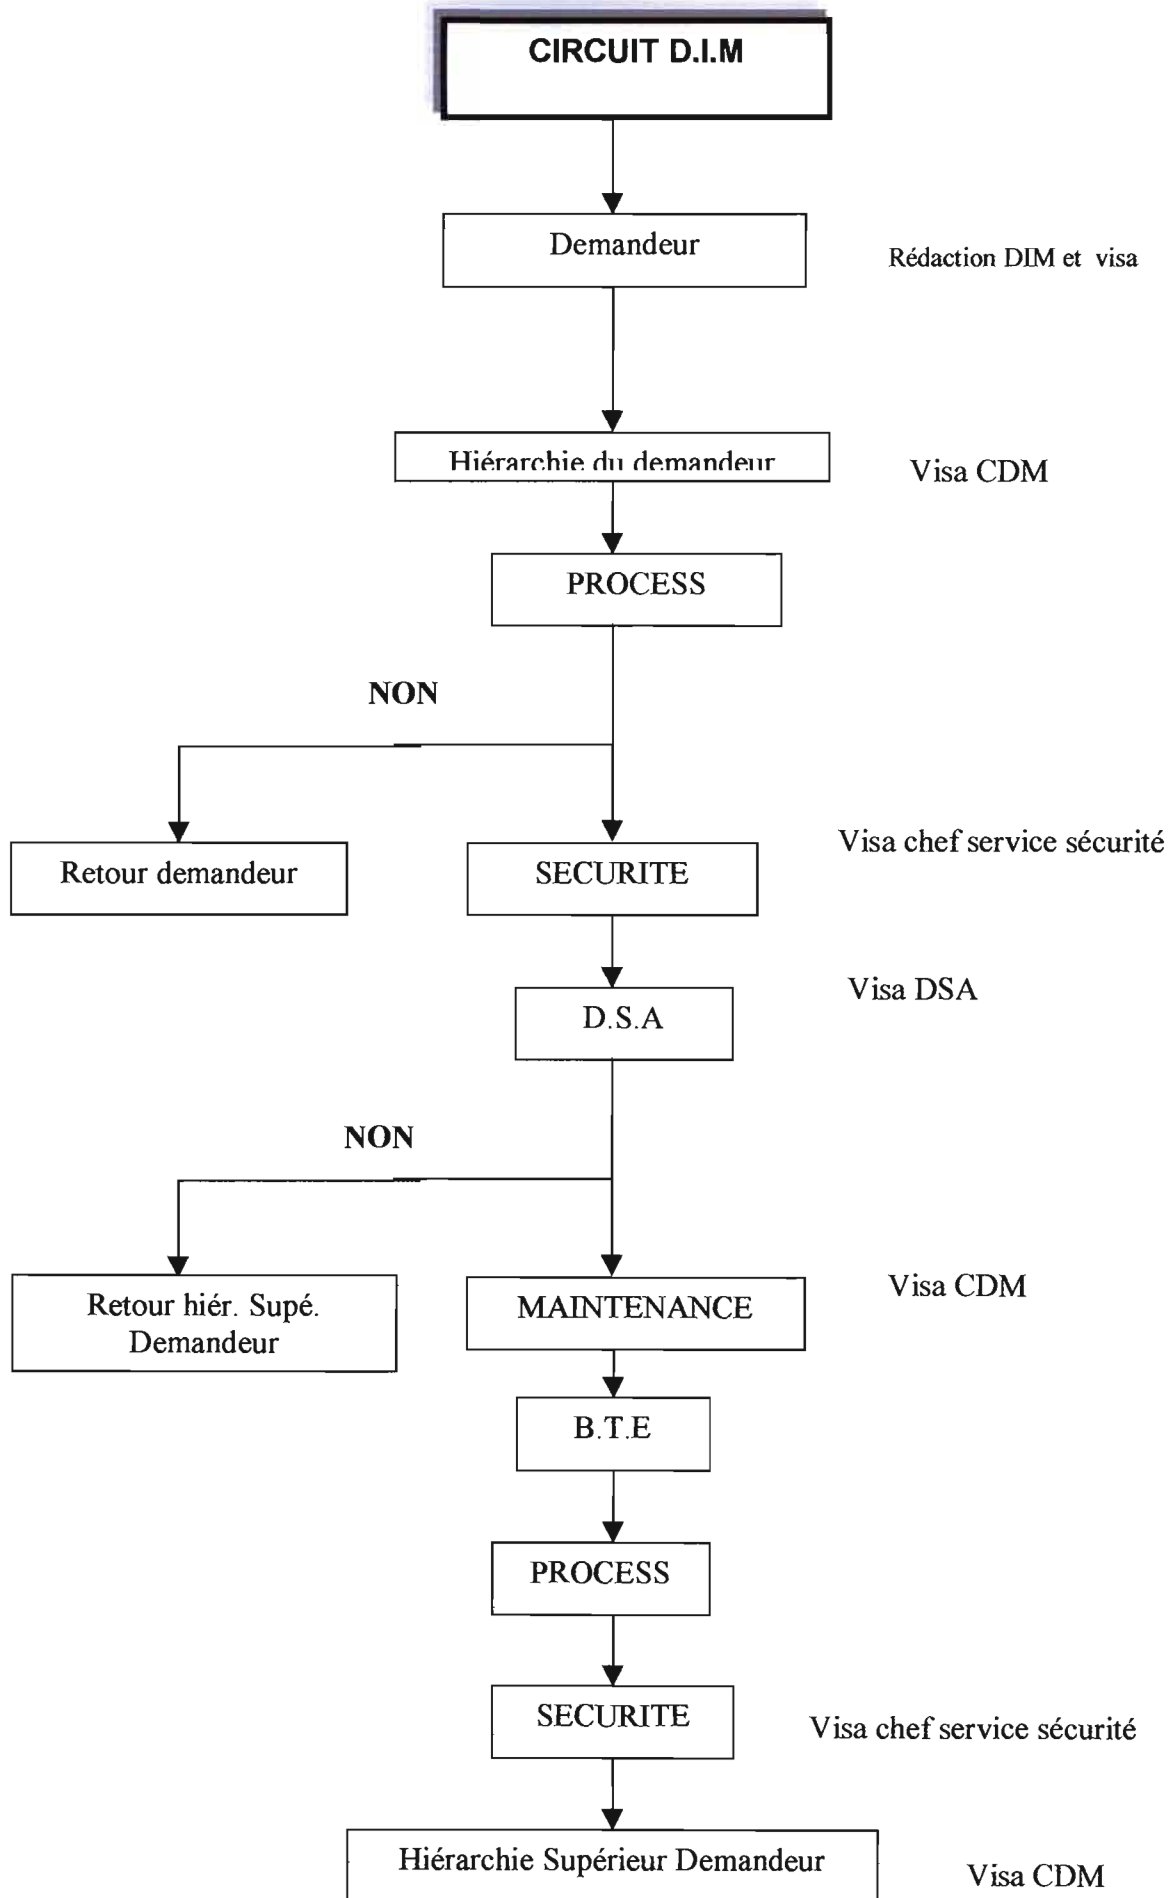 CIRCUIT D.I.M
Demandeur
Rédaction DIM et visa
Hiérarchie du demandeur
Visa CDM
PROCESS
NON
Visa chef service sécurité
Retour demandeur
SECURITE
Visa DSA
D.S.A
NON
Visa CDM
Retour hiér. Supé.
Demandeur
MAINTENANCE
B.T.E
PROCESS
SECURITE
Visa chef service sécurité
Hiérarchie Supérieur Demandeur
Visa CDM